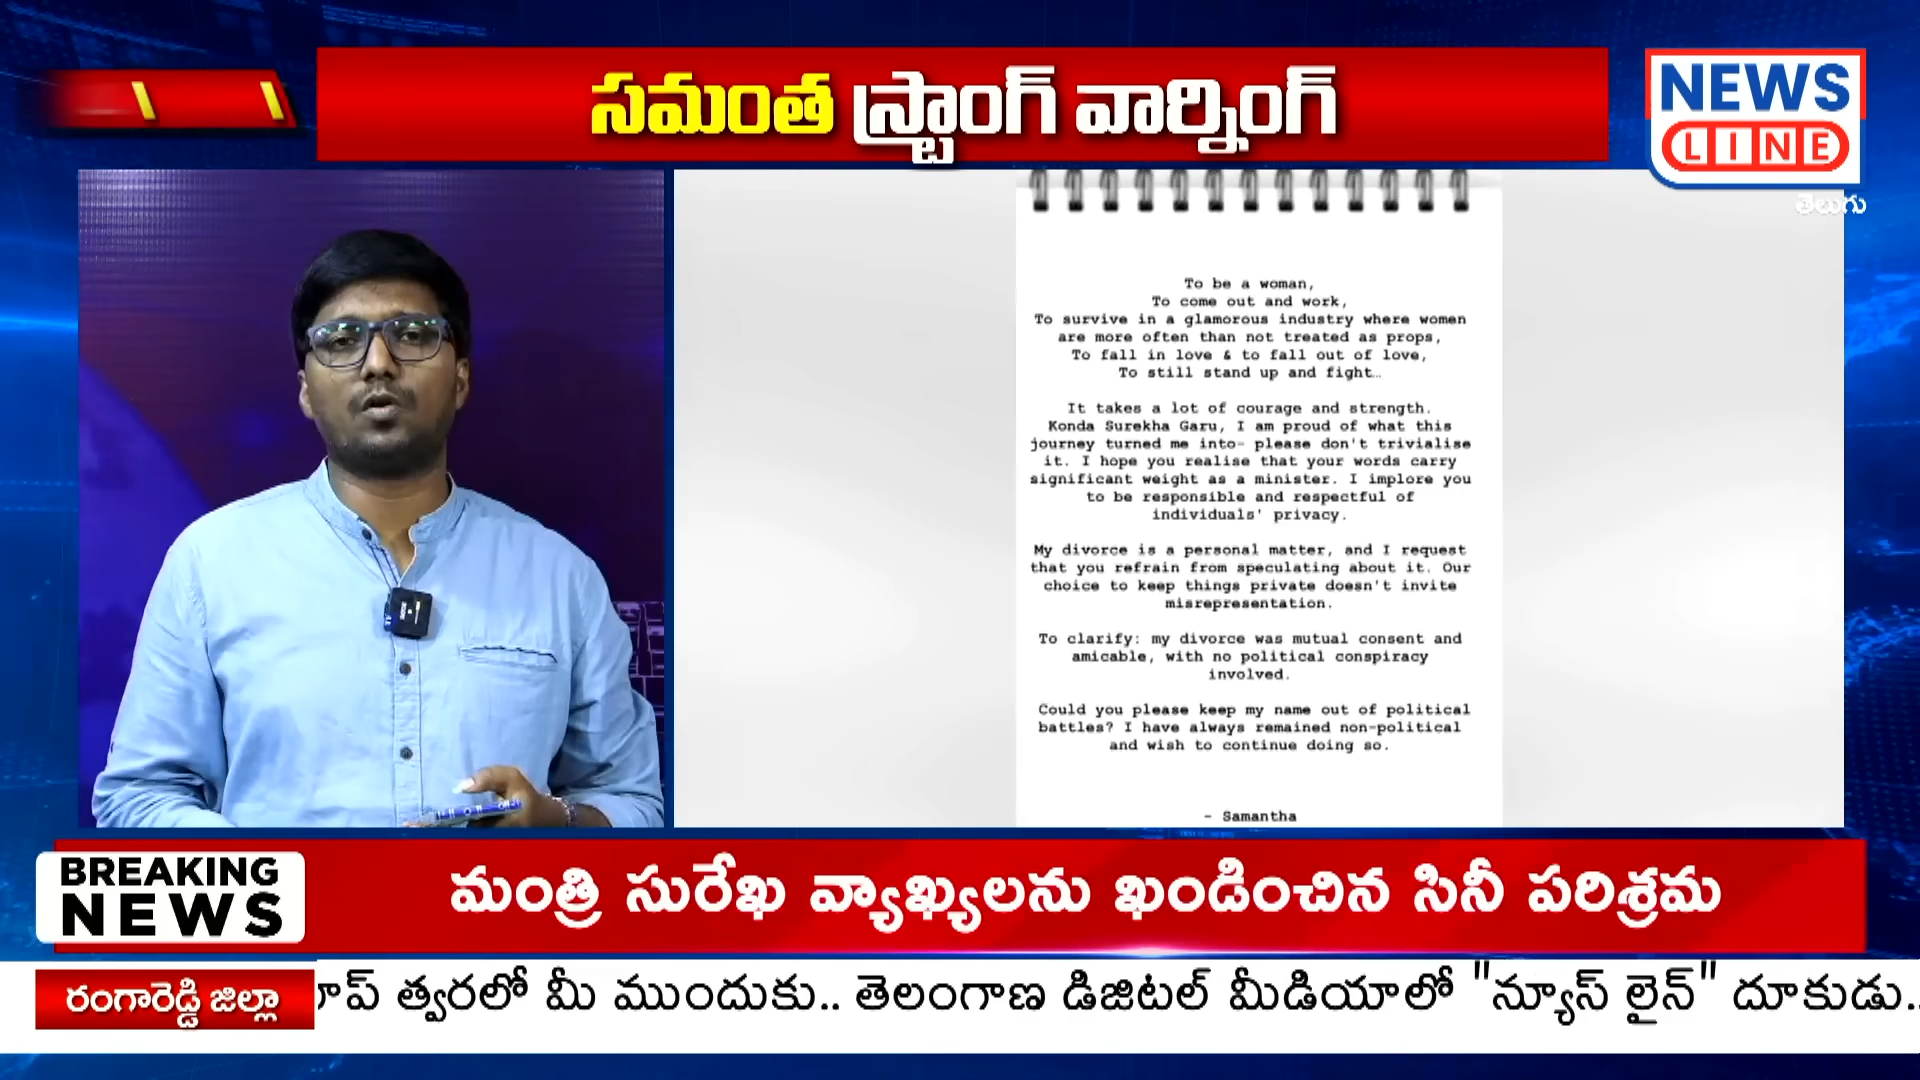 సమంత స్ట్రాంగ్ వార్నింగ్
NEWS
LINE
తెలుగు
To be a woman,
To come out and work,
To survive in a glamorous industry where women
are more often than not treated as props,
To fall in love & to fall out of love,
To still stand up and fight…
It takes a lot of courage and strength.
Konda Surekha Garu, I am proud of what this
journey turned me into- please don't trivialise
it. I hope you realise that your words carry
significant weight as a minister. I implore you
to be responsible and respectful of
individuals' privacy.
My divorce is a personal matter, and I request
that you refrain from speculating about it. Our
choice to keep things private doesn't invite
misrepresentation.
To clarify: my divorce was mutual consent and
amicable, with no political conspiracy
involved.
Could you please keep my name out of political
battles? I have always remained non-political
and wish to continue doing so.
- Samantha
BREAKING
NEWS
మంత్రి సురేఖ వ్యాఖ్యలను ఖండించిన సినీ పరిశ్రమ
రంగారెడ్డి జిల్లా
త్వరలో మీ ముందుకు.. తెలంగాణ డిజిటల్ మీడియాలో "న్యూస్ లైన్" దూకుడు..